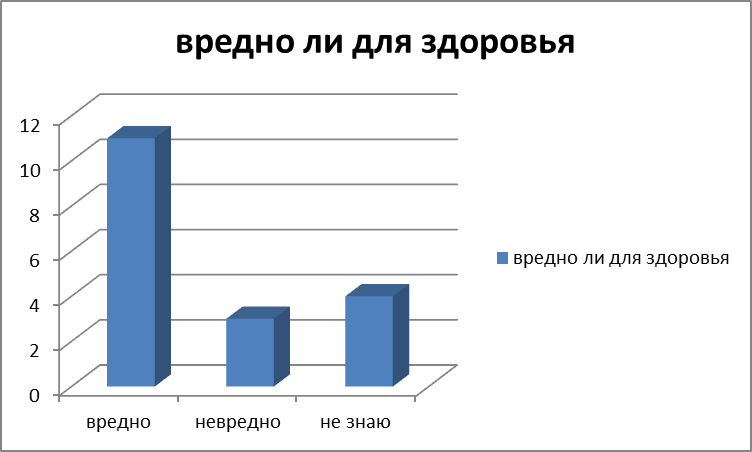 вредно ли для здоровья
12
10
8
6
4
2
0
вредно невредно не знаю
вредно ли для здоровья